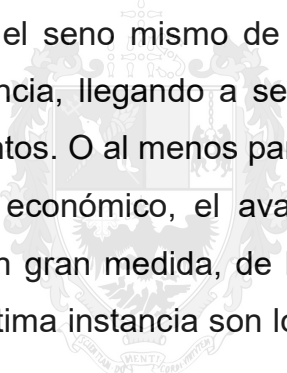 el seno mismo de
ncia, llegando a se
ntos. O al menos par
económico, el ava
n gran medida, de l
tima instancia son lo